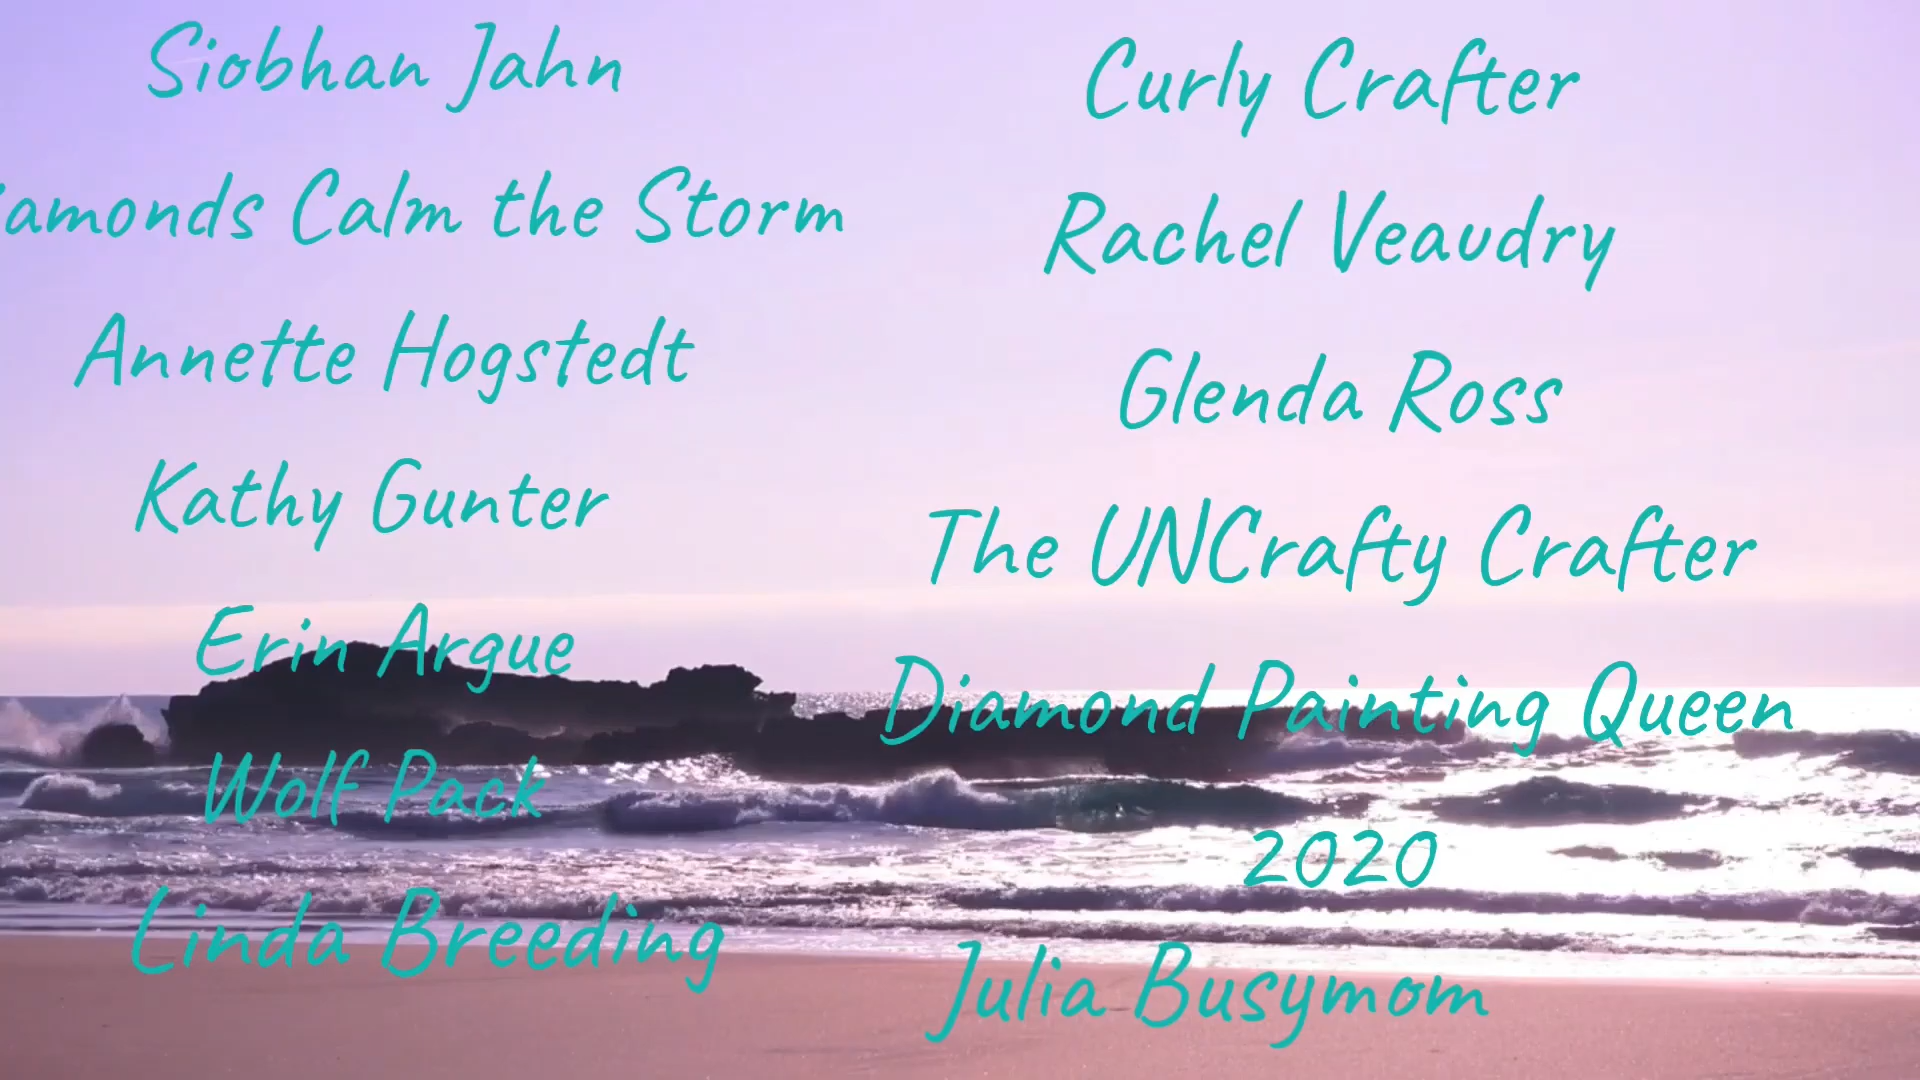 Siobhan Jahn
amonds Calm the Storm
Annette Hogstedt
Kathy Gunter
Erin Argue
Wolf Pack
Linda Breeding
Curly Crafter
Rachel Veaudry
Glenda Ross
The UNCrafty Crafter
Diamond Painting Queen
2020
Julia Busymom